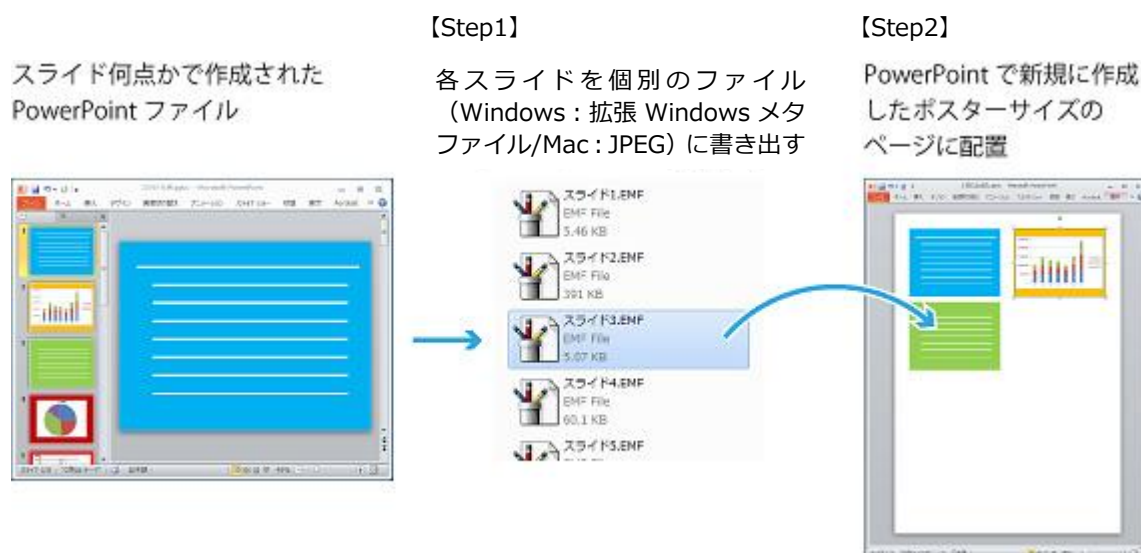 【Step1】
【Step2】
スライド何点かで作成された
PowerPoint ファイル
各スライドを個別のファイル
（Windows：拡張 Windows メタ
ファイル/Mac：JPEG）に書き出す
PowerPoint で新規に作成
したポスターサイズの
ページに配置
スライド1.EMF
EMF File
5.46 KB
スライド2.EMF
EMF File
391 KB
スライド3.EMF
EMF File
5.07 KB
スライド4.EMF
EMF File
60.1 KB
スライド5.EMF